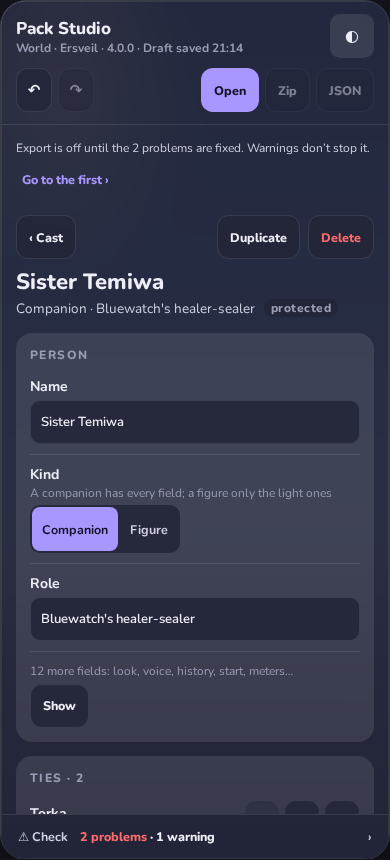 Pack Studio
World · Ersveil · 4.0.0 · Draft saved 21:14
Open
Zip
JSON
Export is off until the 2 problems are fixed. Warnings don't stop it.
Go to the first ›
‹ Cast
Duplicate
Delete
Sister Temiwa
Companion · Bluewatch's healer-sealer protected
PERSON
Name
Sister Temiwa
Kind
A companion has every field; a figure only the light ones
Companion
Figure
Role
Bluewatch's healer-sealer
12 more fields: look, voice, history, start, meters…
Show
TIES · 2
Torka
⚠ Check 2 problems · 1 warning ›